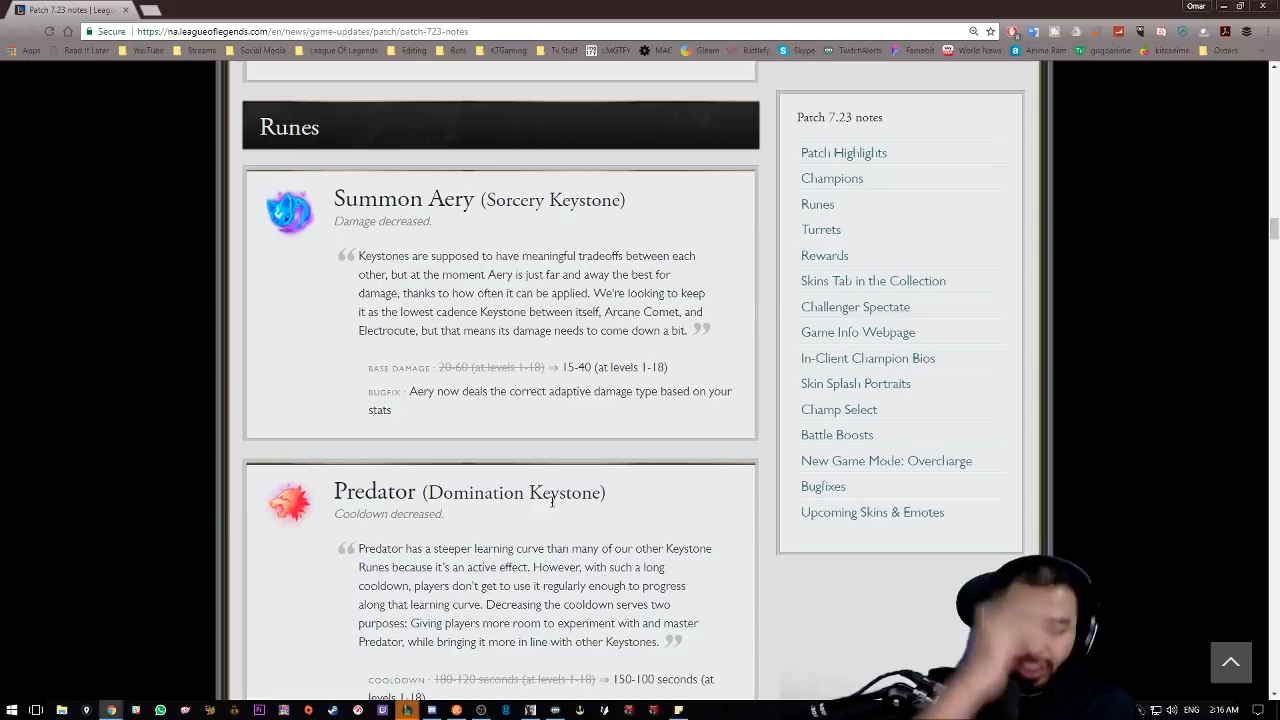 Patch 7.23 notes | Leagu
Omar
Secure
https://na.leagueoflegends.com/en/news/game-updates/patch/patch-723-notes
Read It Later YouTube Streams Social Media League Of Legends Editing Bots KTGaming Tv Stuff LMGTFY MAC Gleam Battlefy Skype TwitchAlerts Famebit World News Anime Bam gogoanime kissanime Orders
Runes
Summon Aery (Sorcery Keystone)
Damage decreased.
Keystones are supposed to have meaningful tradeoffs between each
other, but at the moment Aery is just far and away the best for
damage, thanks to how often it can be applied. We're looking to keep
it as the lowest cadence Keystone between itself, Arcane Comet, and
Electrocute, but that means its damage needs to come down a bit.
BASE DAMAGE : 20-60 (at levels 1-18) ⇒ 15-40 (at levels 1-18)
BUGFIX : Aery now deals the correct adaptive damage type based on your
stats
Predator (Domination Keystone)
Cooldown decreased.
Predator has a steeper learning curve than many of our other Keystone
Runes because it's an active effect. However, with such a long
cooldown, players don't get to use it regularly enough to progress
along that learning curve. Decreasing the cooldown serves two
purposes: Giving players more room to experiment with and master
Predator, while bringing it more in line with other Keystones.
COOLDOWN : 180-120 seconds (at levels 1-18) ⇒ 150-100 seconds (at
levels 1-18)
Patch 7.23 notes
Patch Highlights
Champions
Runes
Turrets
Rewards
Skins Tab in the Collection
Challenger Spectate
Game Info Webpage
In-Client Champion Bios
Skin Splash Portraits
Champ Select
Battle Boosts
New Game Mode: Overcharge
Bugfixes
Upcoming Skins & Emotes
2:16 AM